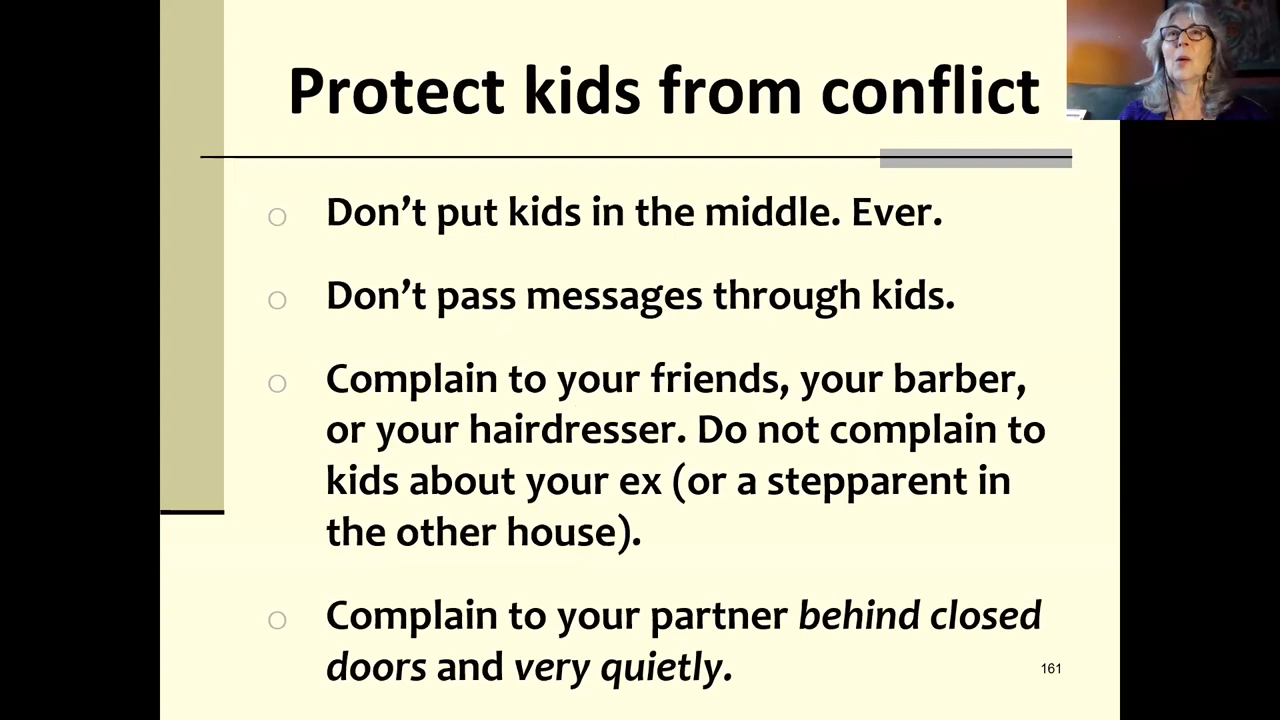 Protect kids from conflict
Don’t put kids in the middle. Ever.
Don’t pass messages through kids.
Complain to your friends, your barber,
or your hairdresser. Do not complain to
kids about your ex (or a stepparent in
the other house).
Complain to your partner behind closed
doors and very quietly.
161